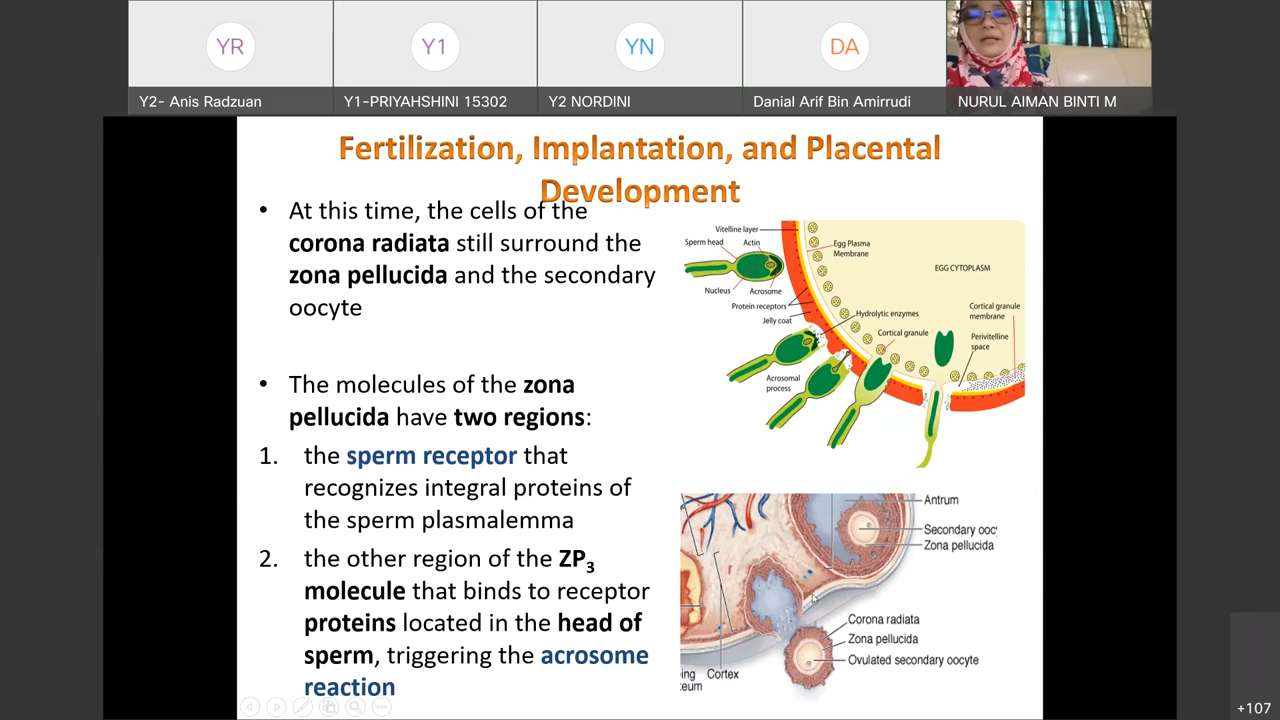 YR
Y1
YN
DA
Y2- Anis Radzuan
Y1-PRIYAHSHINI 15302
Y2 NORDINI
Danial Arif Bin Amirrudi
NURUL AIMAN BINTI M
Fertilization, Implantation, and Placental
Development
• At this time, the cells of the
corona radiata still surround the
zona pellucida and the secondary
oocyte
• The molecules of the zona
pellucida have two regions:
1. the sperm receptor that
recognizes integral proteins of
the sperm plasmalemma
2. the other region of the ZP3
molecule that binds to receptor
proteins located in the head of
sperm, triggering the acrosome
reaction
Vitelline layer
Sperm head
Actin
Egg Plasma
Membrane
EGG CYTOPLASM
Nucleus
Acrosome
Protein receptors
Jelly coat
Hydrolytic enzymes
Cortical granule
membrane
Cortical granule
Perivitelline
space
Acrosomal
process
Antrum
Secondary ooc
Zona pellucida
Corona radiata
Zona pellucida
Ovulated secondary oocyte
Cortex
ing
teum
+107